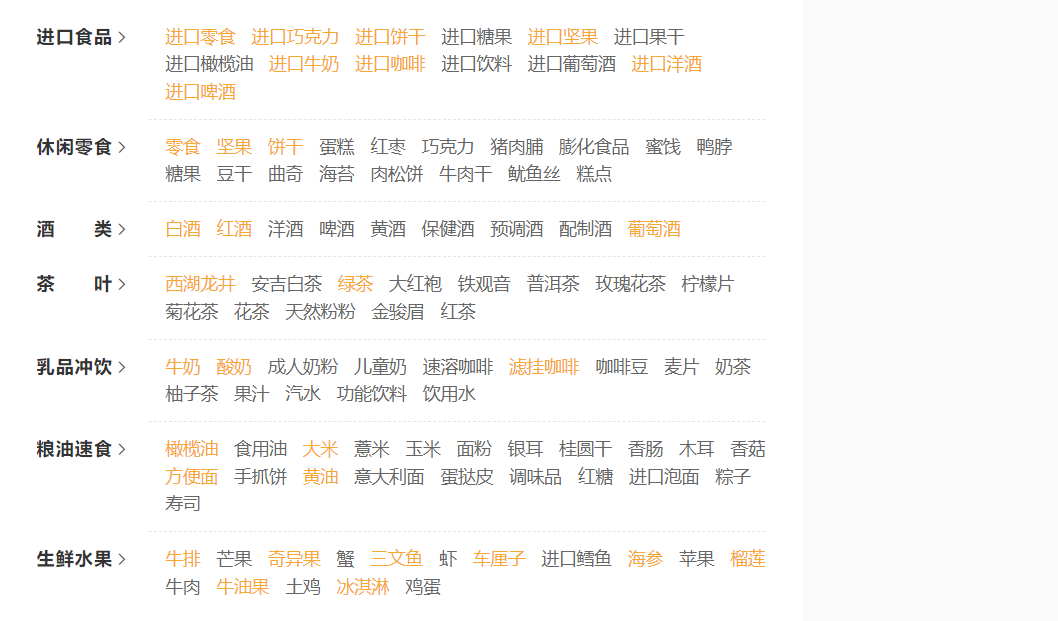 进口食品 > 进口零食 进口巧克力 进口饼干 进口糖果 进口坚果 进口果干
进口橄榄油 进口牛奶 进口咖啡 进口饮料 进口葡萄酒 进口洋酒
进口啤酒
休闲零食 > 零食 坚果 饼干 蛋糕 红枣 巧克力 猪肉脯 膨化食品 蜜饯 鸭脖
糖果 豆干 曲奇 海苔 肉松饼 牛肉干 鱿鱼丝 糕点
酒 类 > 白酒 红酒 洋酒 啤酒 黄酒 保健酒 预调酒 配制酒 葡萄酒
茶 叶 > 西湖龙井 安吉白茶 绿茶 大红袍 铁观音 普洱茶 玫瑰花茶 柠檬片
菊花茶 花茶 天然粉粉 金骏眉 红茶
乳品冲饮 > 牛奶 酸奶 成人奶粉 儿童奶 速溶咖啡 滤挂咖啡 咖啡豆 麦片 奶茶
柚子茶 果汁 汽水 功能饮料 饮用水
粮油速食 > 橄榄油 食用油 大米 薏米 玉米 面粉 银耳 桂圆干 香肠 木耳 香菇
方便面 手抓饼 黄油 意大利面 蛋挞皮 调味品 红糖 进口泡面 粽子
寿司
生鲜水果 > 牛排 芒果 奇异果 蟹 三文鱼 虾 车厘子 进口鳕鱼 海参 苹果 榴莲
牛肉 牛油果 土鸡 冰淇淋 鸡蛋